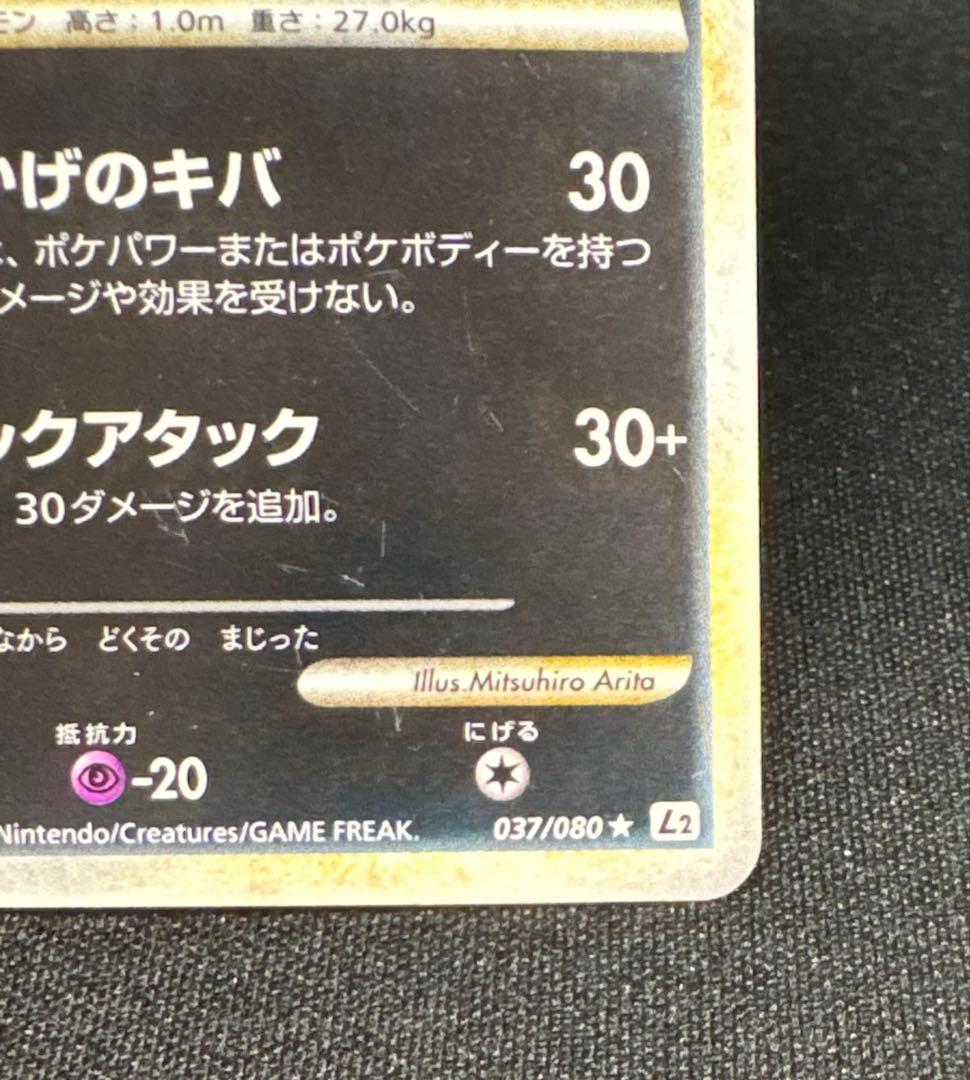 モン 高さ：1.0m 重さ：27.0kg
げのキバ 30
、ポケパワーまたはポケボディーを持つ
メージや効果を受けない。
ックアタック 30+
30ダメージを追加。
ながら どくその まじった
Illus.Mitsuhiro Arita
抵抗力 にげる
-20
Nintendo/Creatures/GAME FREAK. 037/080 ★ L2